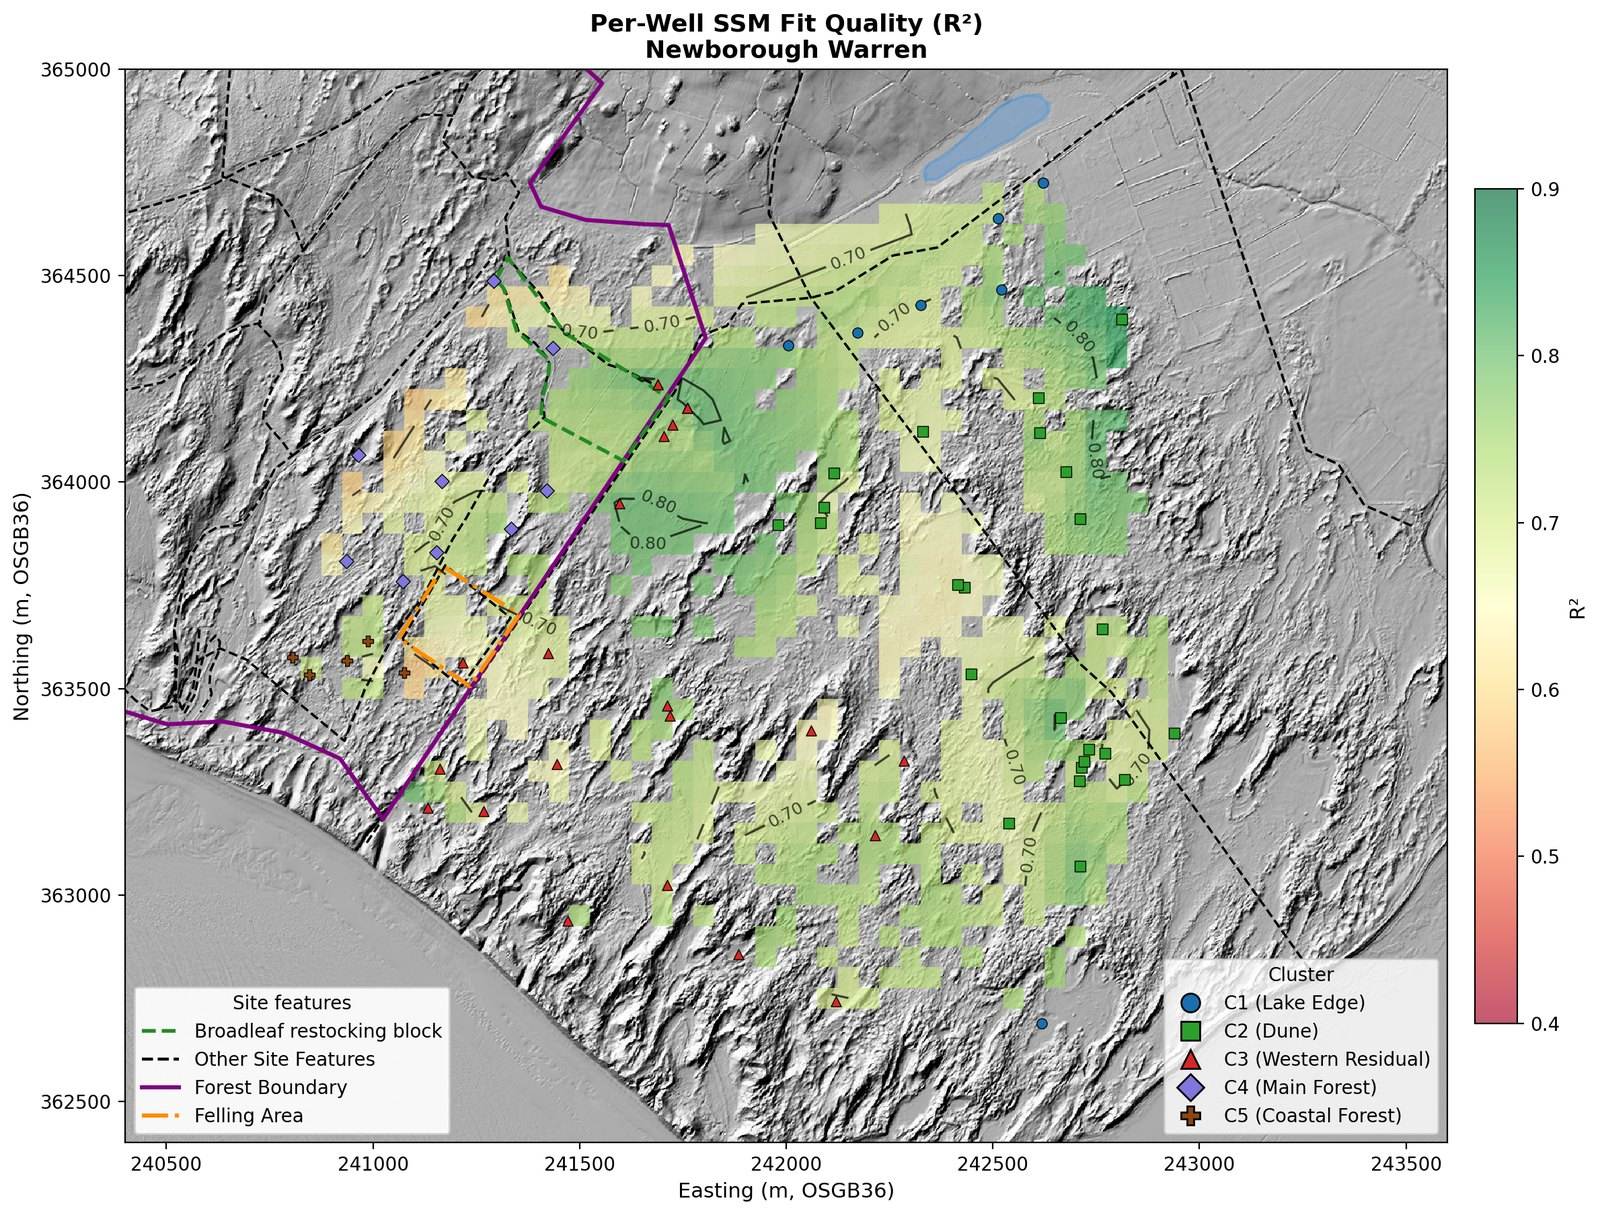 Per-Well SSM Fit Quality (R²)
Newborough Warren
365000
364500
364000
363500
363000
362500
Northing (m, OSGB36)
240500
241000
241500
242000
242500
243000
243500
Easting (m, OSGB36)
0.70
0.70
0.70
0.70
0.80
0.80
0.80
0.80
0.70
0.70
0.70
0.70
0.70
0.70
Site features
Broadleaf restocking block
Other Site Features
Forest Boundary
Felling Area
Cluster
C1 (Lake Edge)
C2 (Dune)
C3 (Western Residual)
C4 (Main Forest)
C5 (Coastal Forest)
0.9
0.8
0.7
0.6
0.5
0.4
R²